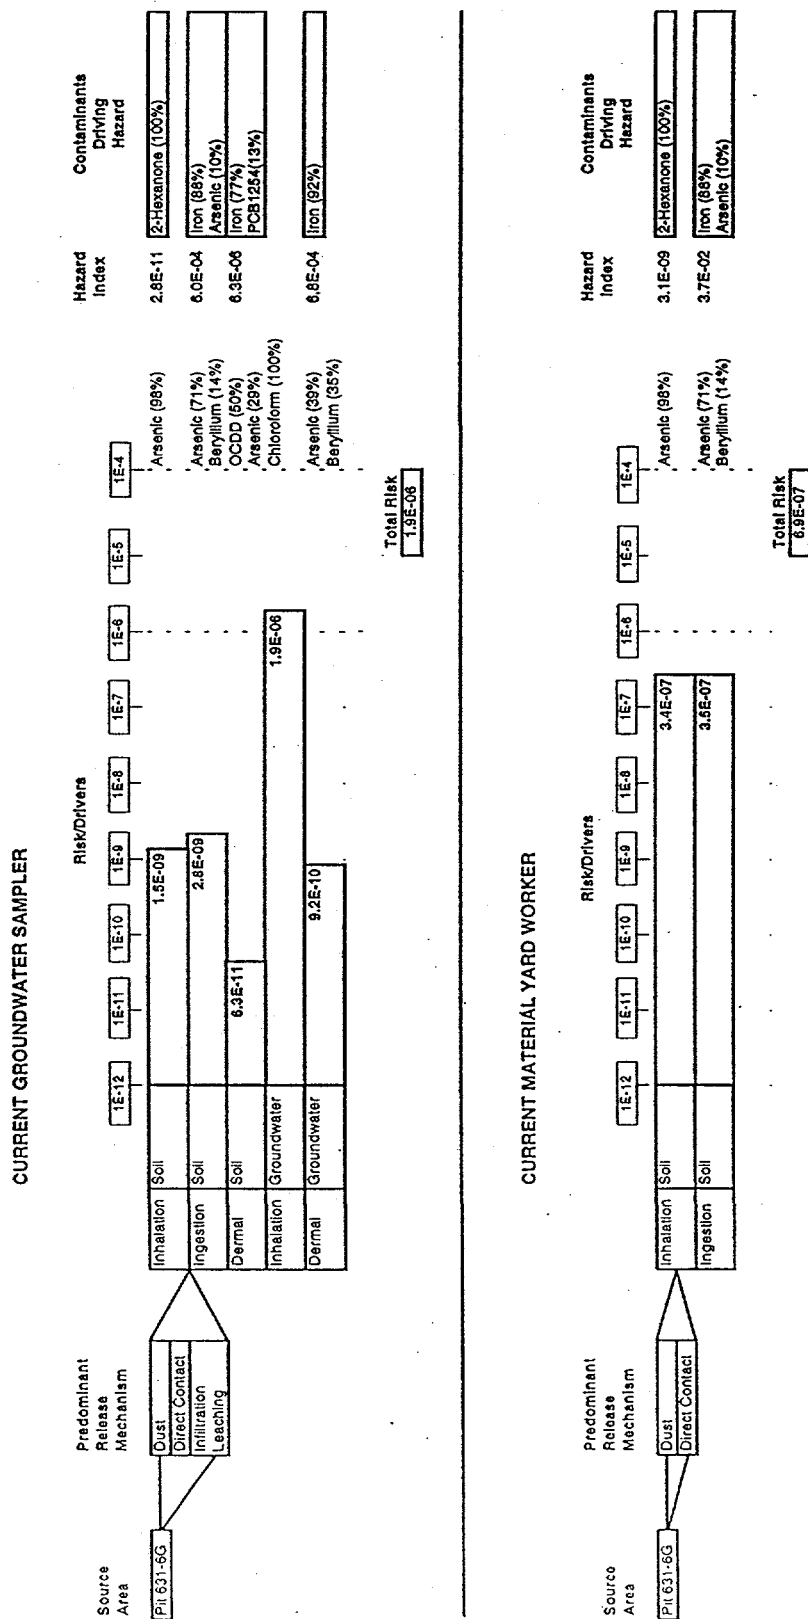 CURRENT GROUNDWATER SAMPLER
Source
Area
Predominant
Release
Mechanism
Risk/Drivers
Hazard
Index
Contaminants
Driving
Hazard
1E-12
1E-11
1E-10
1E-9
1E-8
1E-7
1E-6
1E-5
1E-4
Pit 631-6G
Dust
Direct Contact
Infiltration
Leaching
Inhalation Soil 1.5E-09 Arsenic (98%) 2.8E-11 2-Hexanone (100%)
Ingestion Soil 2.8E-09 Arsenic (71%) 6.0E-04 Iron (88%)
Beryllium (14%) Arsenic (10%)
Dermal Soil 6.3E-11 OCDD (50%) 6.3E-06 Iron (77%)
Arsenic (29%) PCB1254(13%)
Inhalation Groundwater 1.9E-06 Chloroform (100%)
Dermal Groundwater 9.2E-10 Arsenic (39%) 6.8E-04 Iron (92%)
Beryllium (35%)
Total Risk
1.9E-06
CURRENT MATERIAL YARD WORKER
Source
Area
Predominant
Release
Mechanism
Risk/Drivers
Hazard
Index
Contaminants
Driving
Hazard
1E-12
1E-11
1E-10
1E-9
1E-8
1E-7
1E-6
1E-5
1E-4
Pit 631-6G
Dust
Direct Contact
Inhalation Soil 3.4E-07 Arsenic (98%) 3.1E-09 2-Hexanone (100%)
Ingestion Soil 3.5E-07 Arsenic (71%) 3.7E-02 Iron (88%)
Beryllium (14%) Arsenic (10%)
Total Risk
6.9E-07